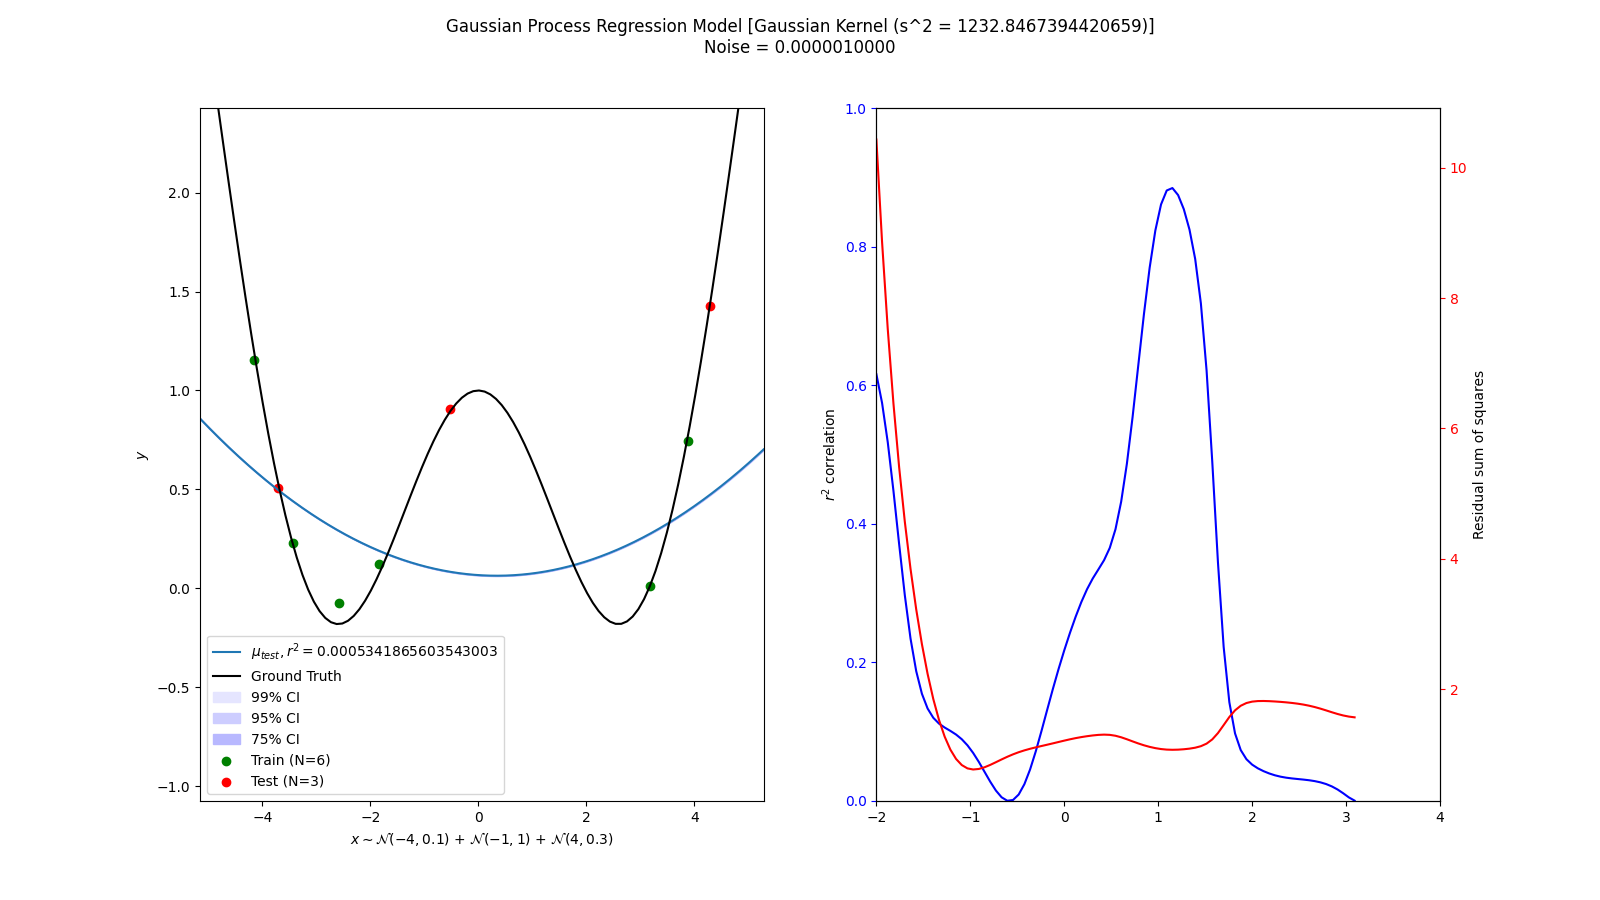 Gaussian Process Regression Model [Gaussian Kernel (s^2 = 1232.8467394420659)]
Noise = 0.0000010000
2.0
1.5
1.0
0.5
0.0
−0.5
−1.0
y
−4
−2
0
2
4
x ~ 𝒩(−4, 0.1) + 𝒩(−1, 1) + 𝒩(4, 0.3)
μ_test, r² = 0.0005341865603543003
Ground Truth
99% CI
95% CI
75% CI
Train (N=6)
Test (N=3)
1.0
0.8
0.6
0.4
0.2
0.0
r² correlation
−2
−1
0
1
2
3
4
10
8
6
4
2
Residual sum of squares